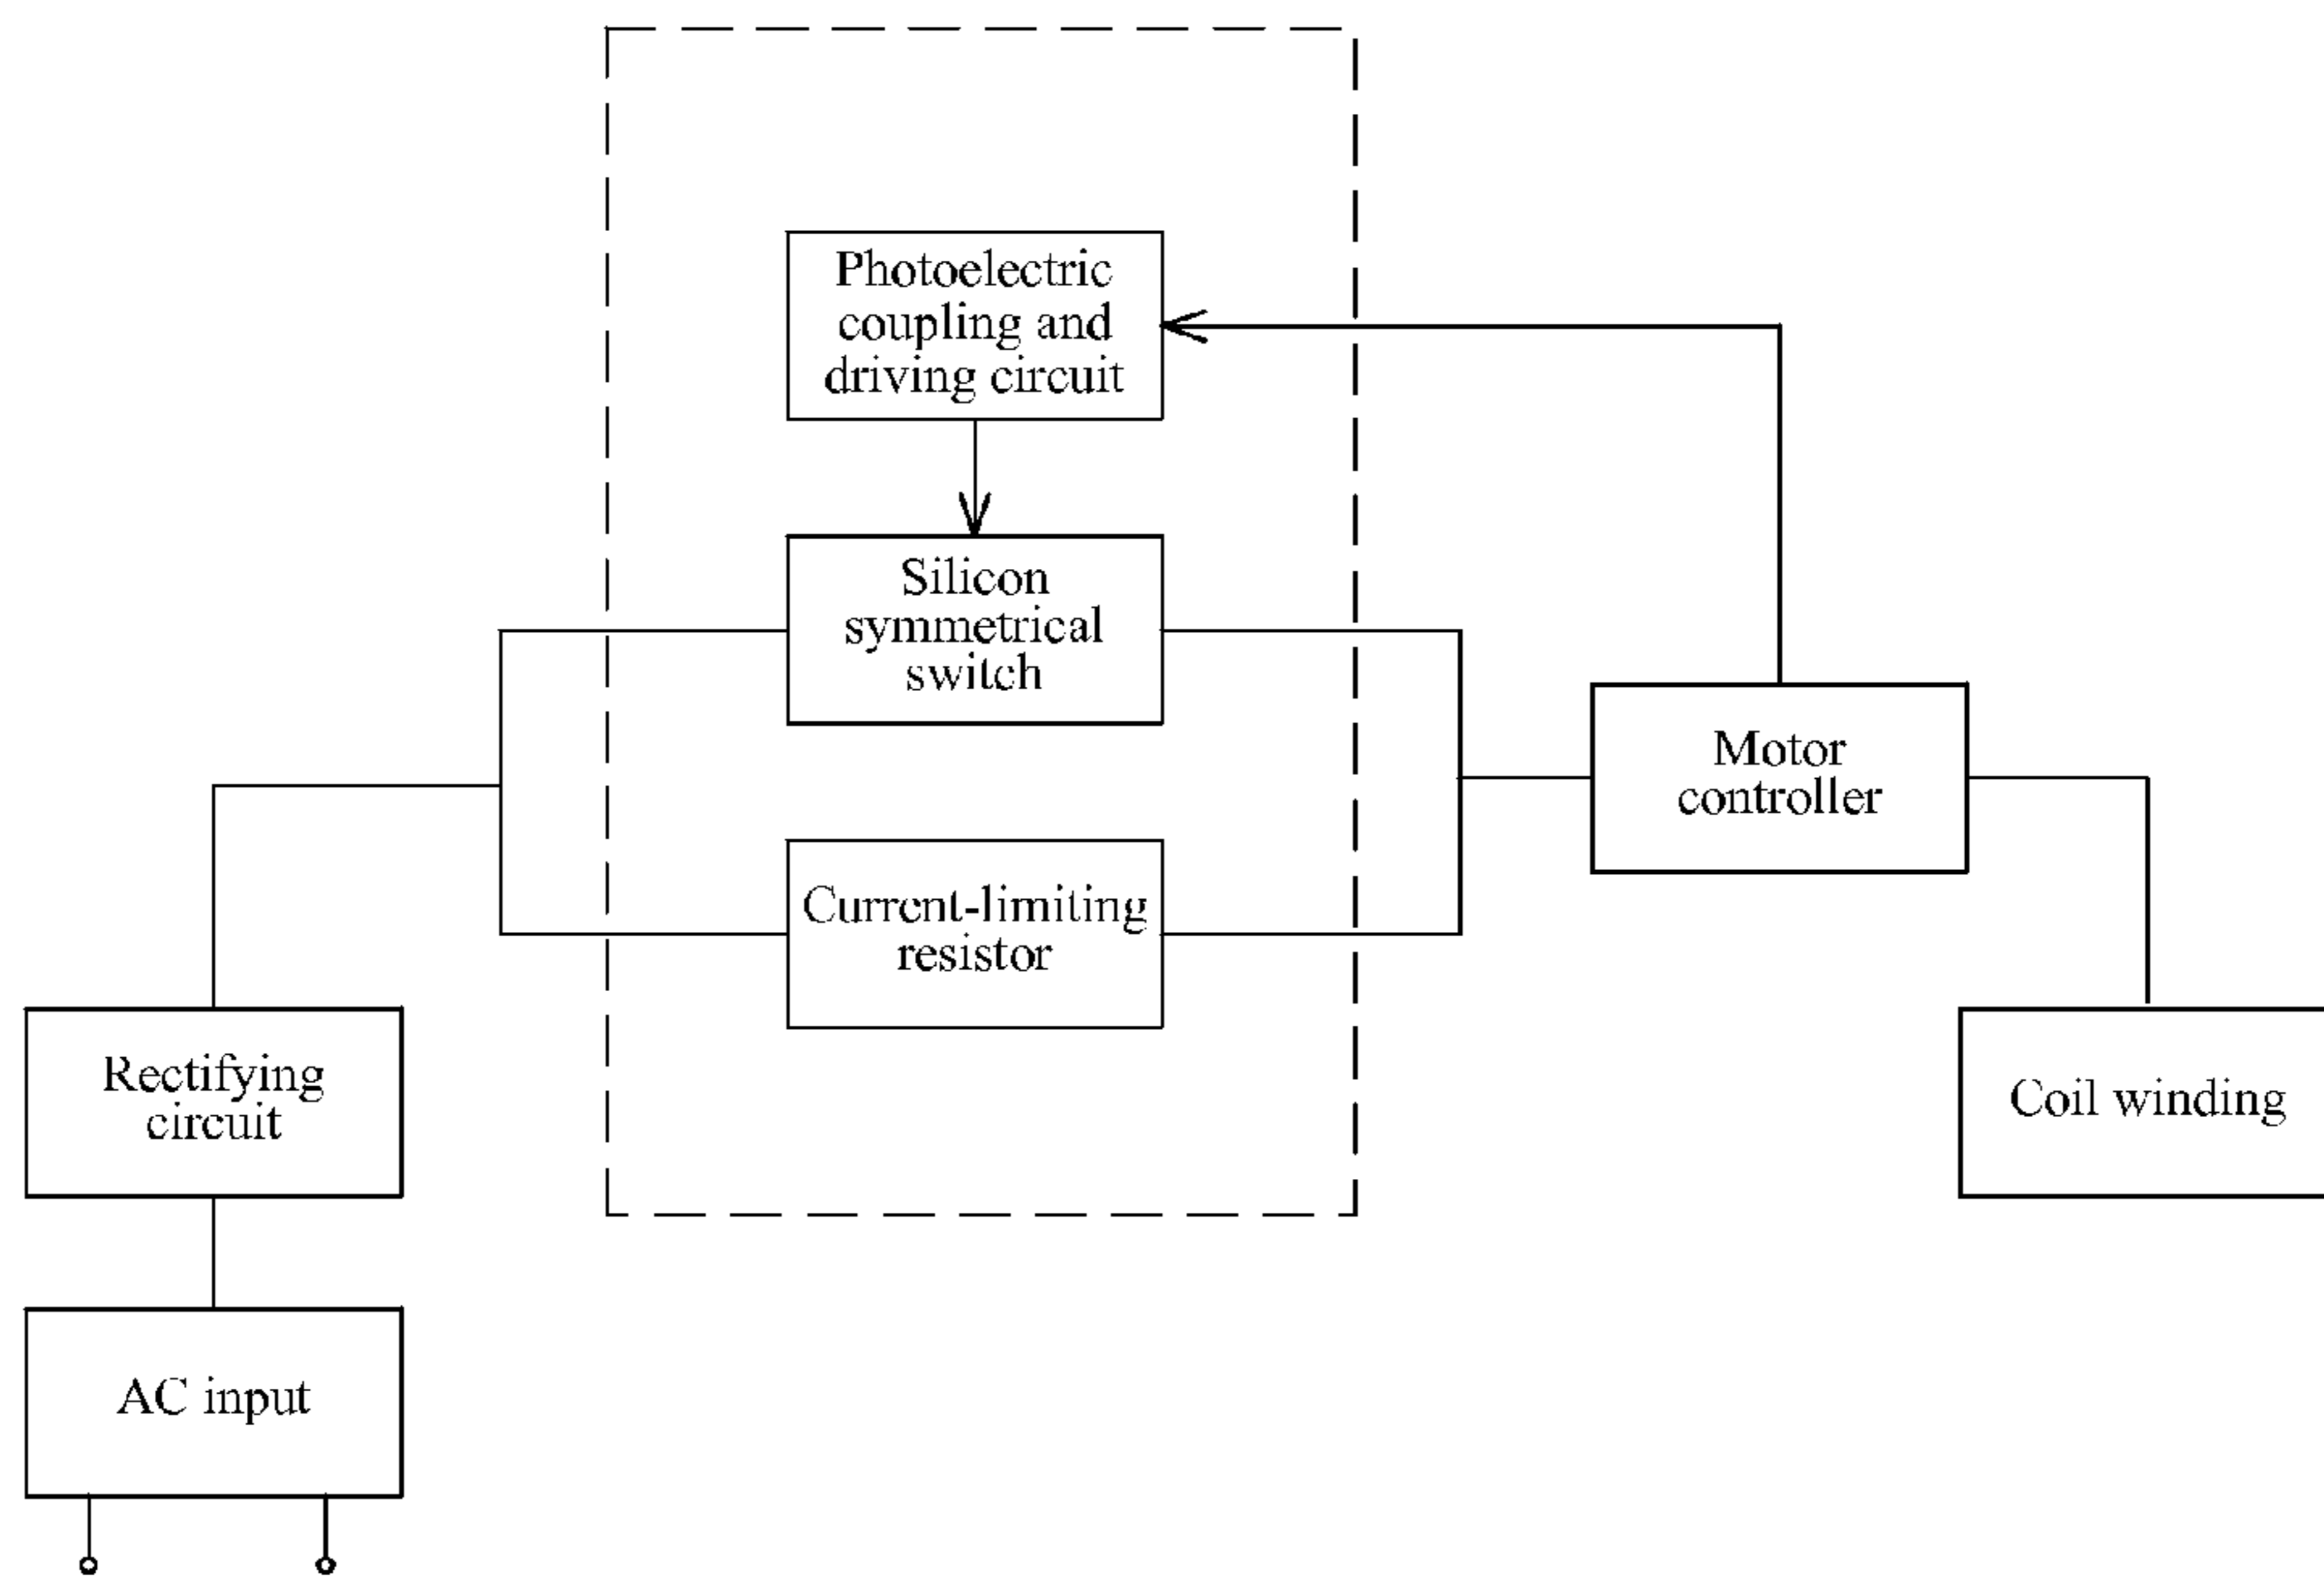 Photoelectric
coupling and
driving circuit
Silicon
symmetrical
switch
Motor
controller
Current-limiting
resistor
Rectifying
circuit
Coil winding
AC input